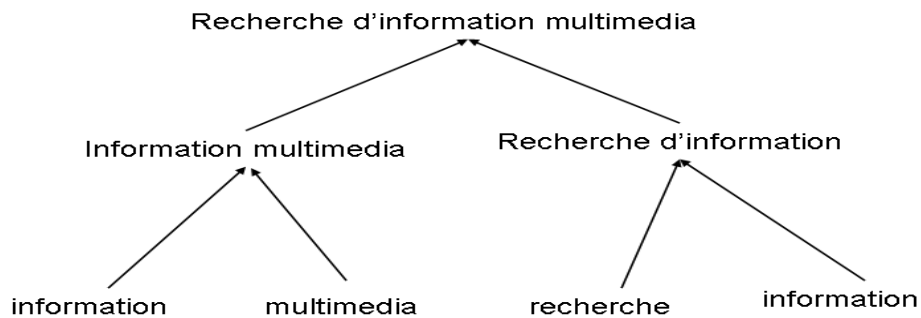 Recherche d'information multimedia
Information multimedia
Recherche d'information
information
multimedia
recherche
information